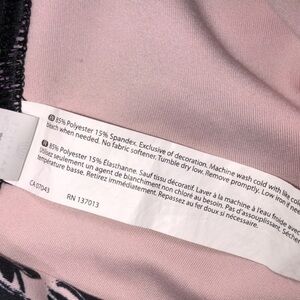 85% Polyester 15% Spandex. Exclusive of decoration. Machine wash cold with like colo
bleach when needed. No fabric softener. Tumble dry low. Remove promptly. Low iron if ne
85% Polyester 15% Élasthanne. Sauf tissu décoratif. Laver à la machine à l'eau froide avec
Utilisez seulement un agent de blanchiment non chloré au besoin. Pas d'assouplissant. Séche
température basse. Retirez immédiatement. Repassez au fer doux si nécessaire.
CA 07043
RN 137013